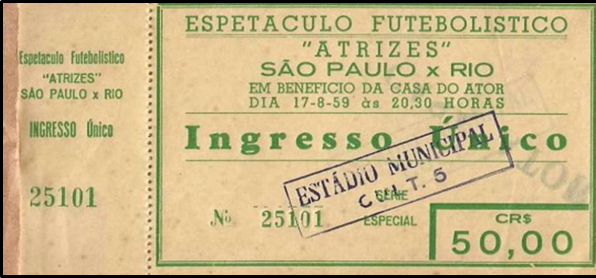 Espetaculo Futebolistico
"ATRIZES"
SÃO PAULO x RIO
INGRESSO Único
25101
ESPETACULO FUTEBOLISTICO
"ATRIZES"
SÃO PAULO x RIO
EM BENEFICIO DA CASA DO ATOR
DIA 17-8-59 às 20,30 HORAS
Ingresso Único
ESTÁDIO MUNICIPAL
SÉRIE
Nº 25101 ESPECIAL
CR$
50,00